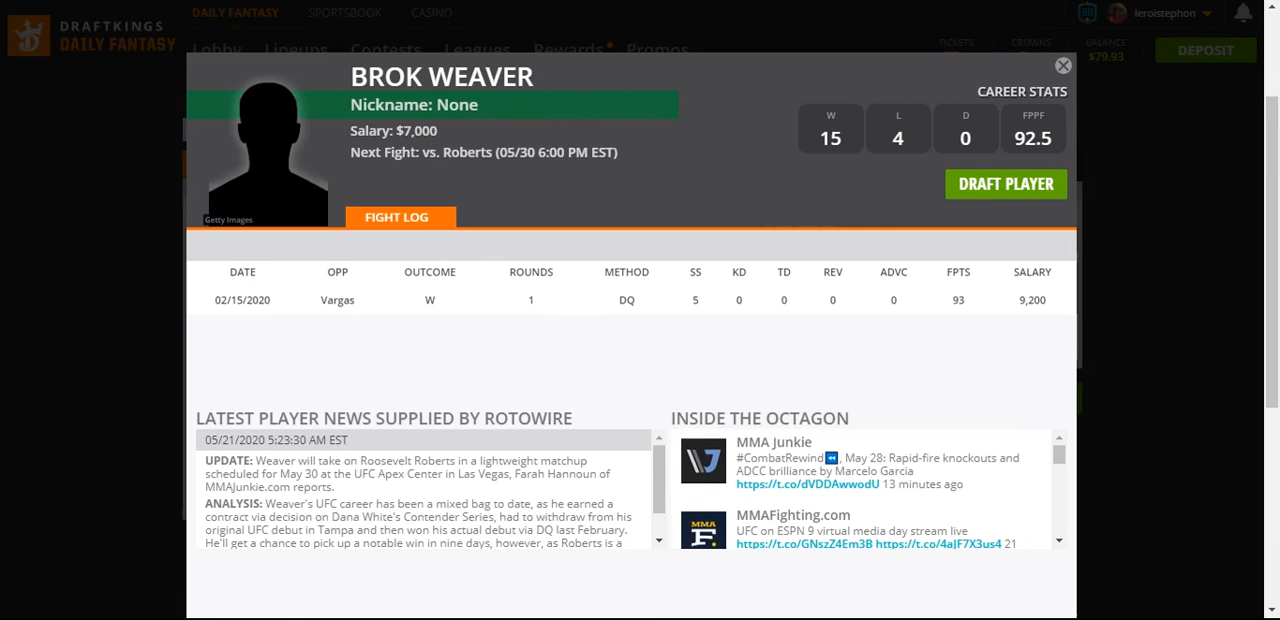 DRAFTKINGS
DAILY FANTASY
DAILY FANTASY SPORTSBOOK CASINO
leroistephon
Lobby Lineups Contests Leagues Rewards Promos
TICKETS CROWNS BALANCE
$79.93
DEPOSIT
BROK WEAVER
Nickname: None
Salary: $7,000
Next Fight: vs. Roberts (05/30 6:00 PM EST)
Getty Images
CAREER STATS
W L D FPPF
15 4 0 92.5
DRAFT PLAYER
FIGHT LOG
DATE OPP OUTCOME ROUNDS METHOD SS KD TD REV ADVC FPTS SALARY
02/15/2020 Vargas W 1 DQ 5 0 0 0 0 93 9,200
LATEST PLAYER NEWS SUPPLIED BY ROTOWIRE
05/21/2020 5:23:30 AM EST
UPDATE: Weaver will take on Roosevelt Roberts in a lightweight matchup
scheduled for May 30 at the UFC Apex Center in Las Vegas, Farah Hannoun of
MMAJunkie.com reports.
ANALYSIS: Weaver's UFC career has been a mixed bag to date, as he earned a
contract via decision on Dana White's Contender Series, had to withdraw from his
original UFC debut in Tampa and then won his actual debut via DQ last February.
He'll get a chance to pick up a notable win in nine days, however, as Roberts is a
INSIDE THE OCTAGON
MMA Junkie
#CombatRewind⏪, May 28: Rapid-fire knockouts and
ADCC brilliance by Marcelo Garcia
https://t.co/dVDDAwwodU 13 minutes ago
MMA
F.
MMAFighting.com
UFC on ESPN 9 virtual media day stream live
https://t.co/GNszZ4Em3B https://t.co/4aJF7X3us4 21